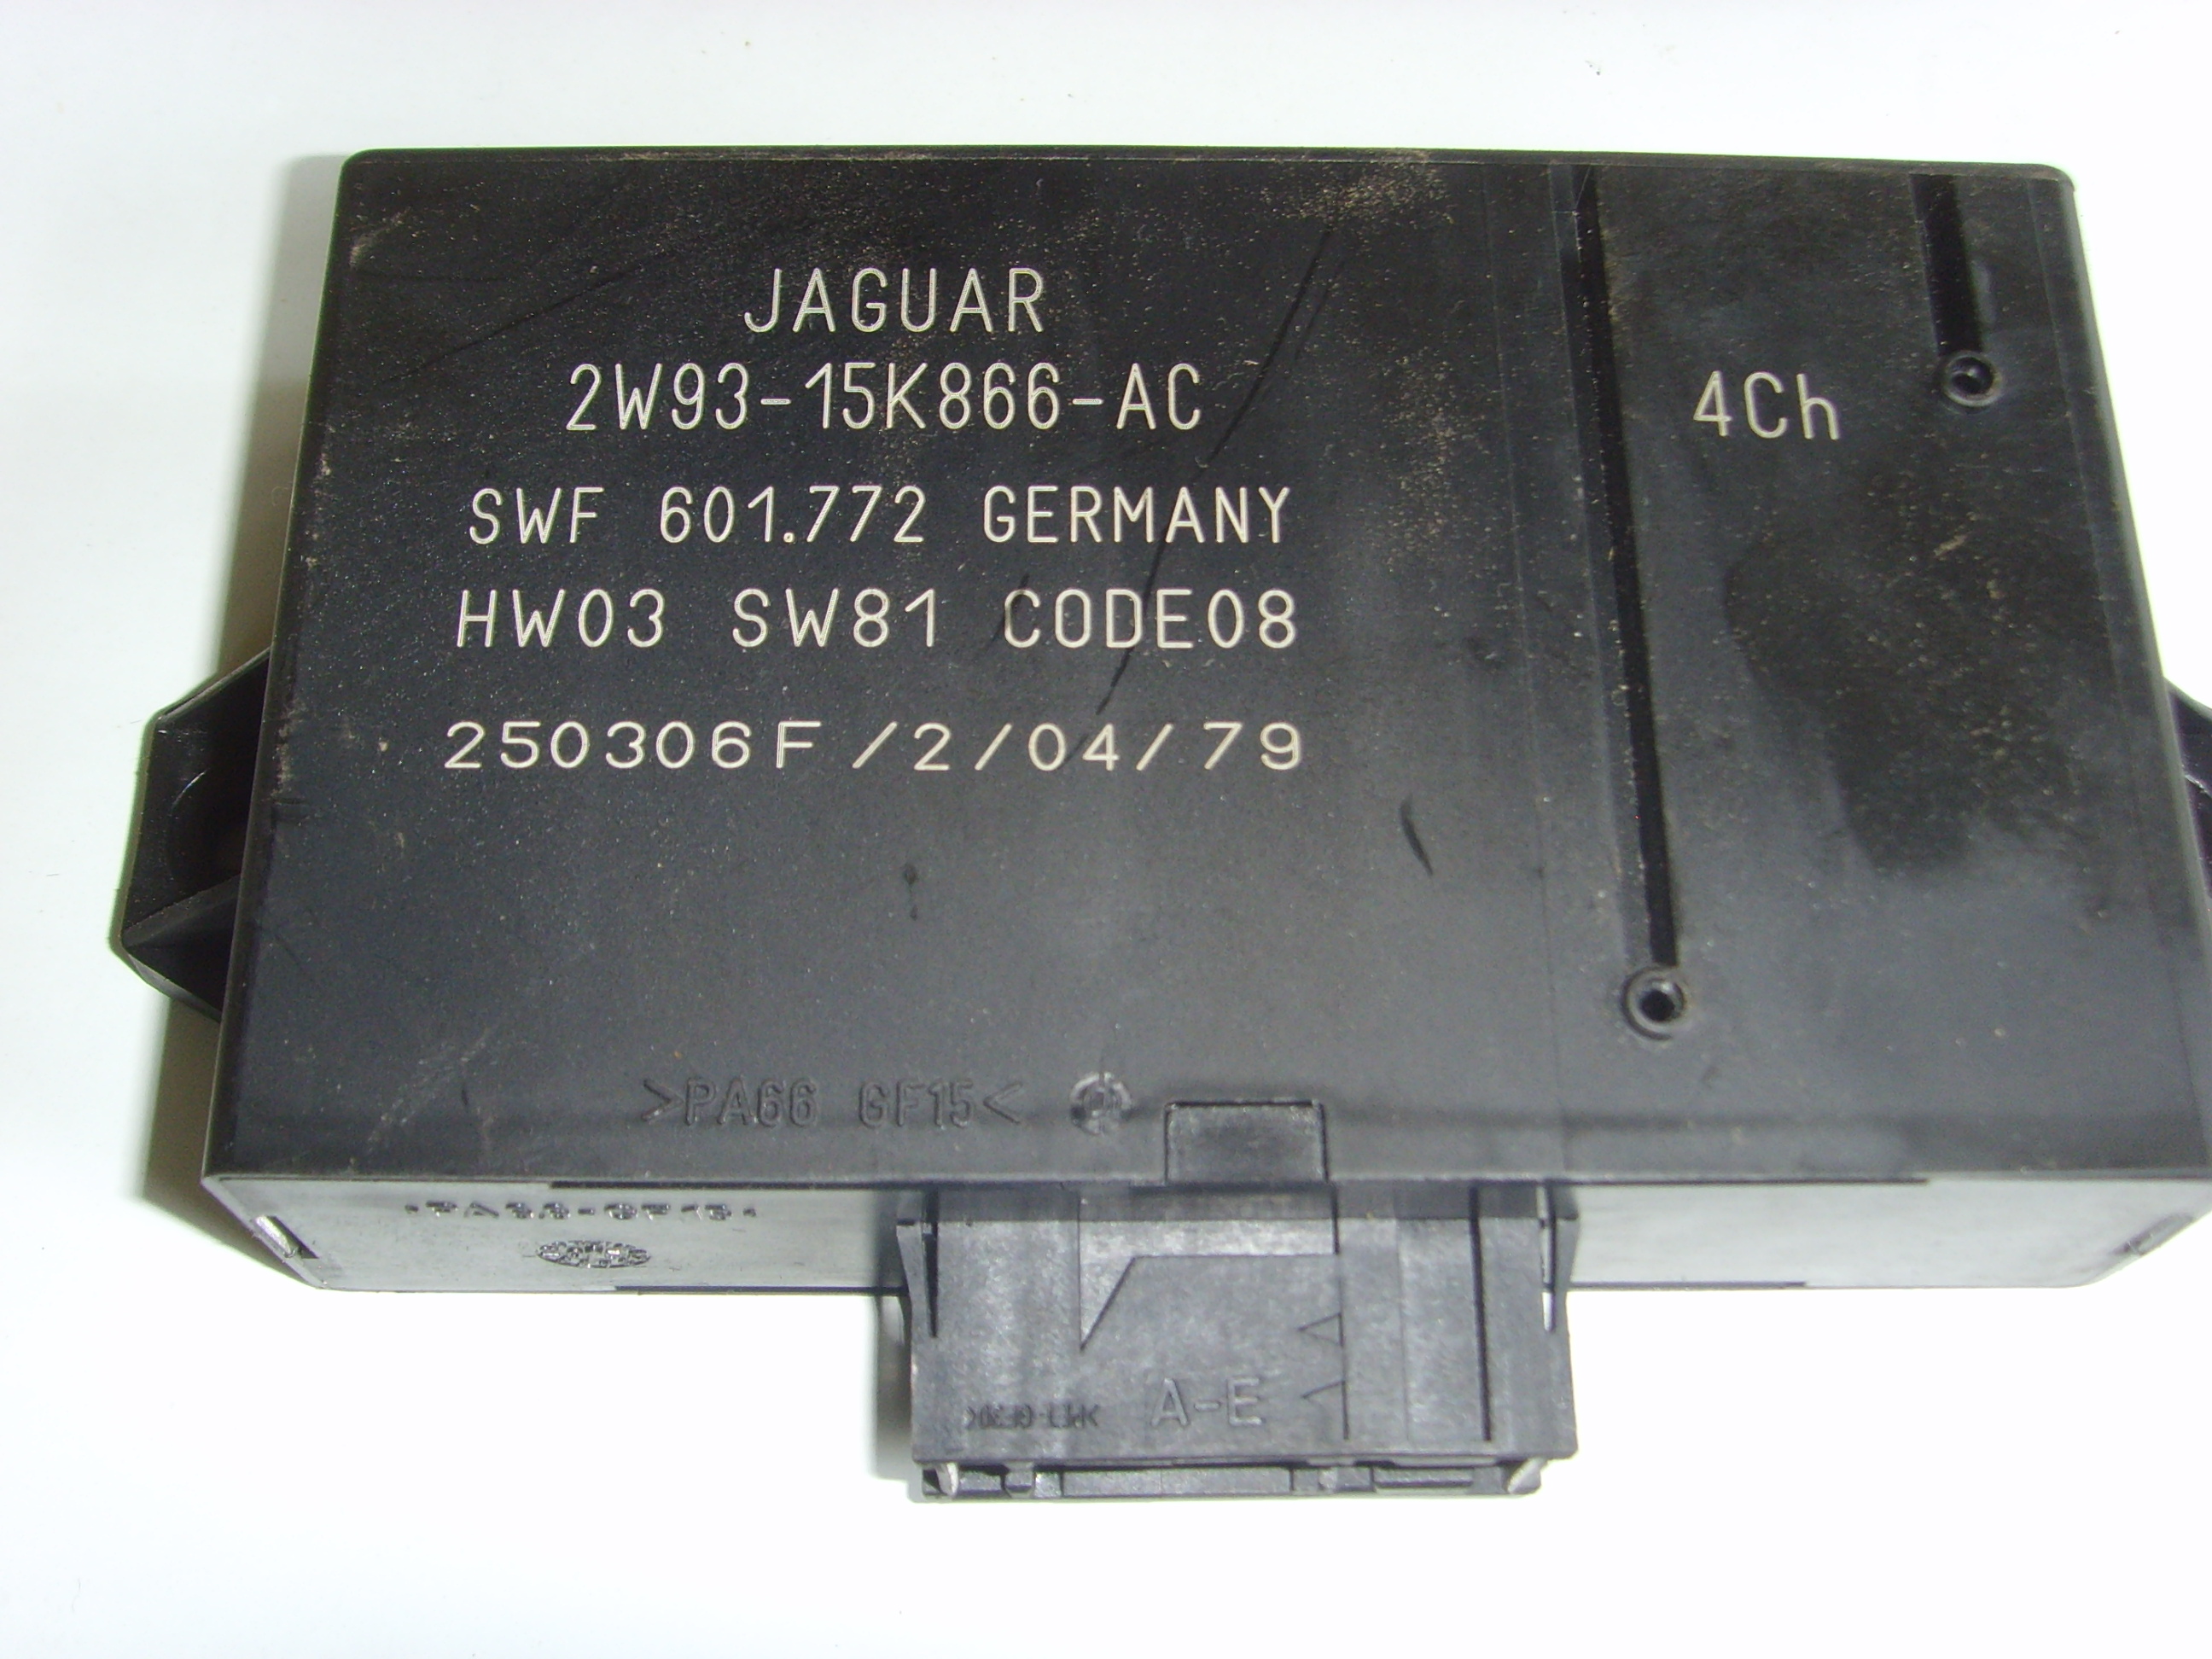 JAGUAR
2W93-15K866-AC
4Ch
SWF 601.772 GERMANY
HW03 SW81 CODE08
250306F/2/04/79
>PA66 GF15<
A-E